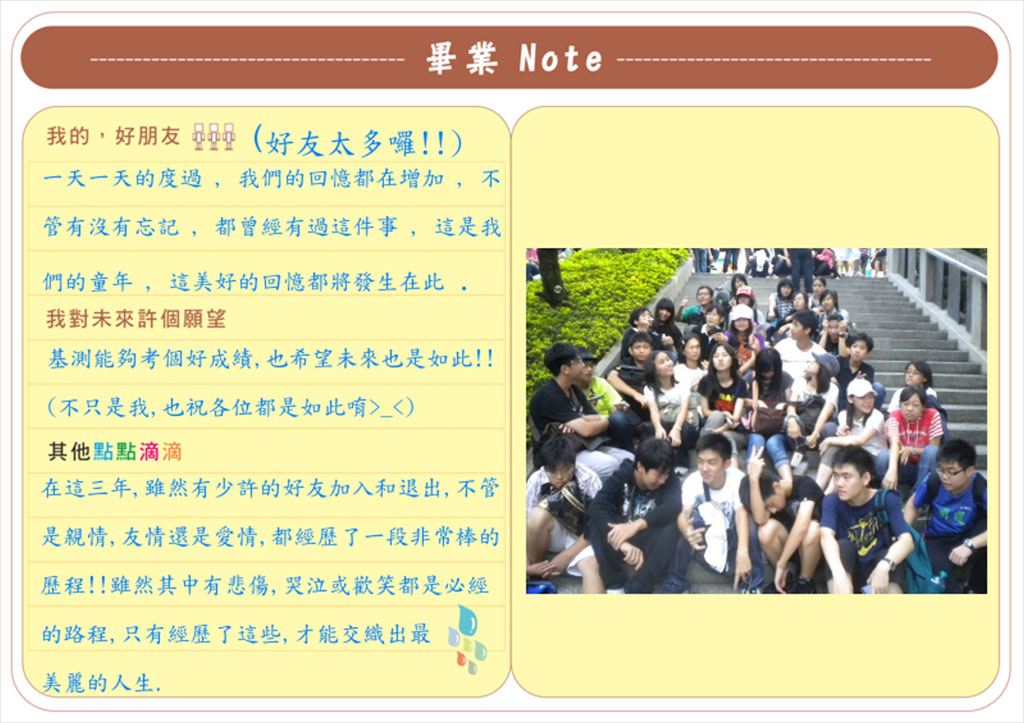 畢業 Note
我的，好朋友 (好友太多囉!!)
一天一天的度過 ， 我們的回憶都在增加 ， 不
管有沒有忘記 ， 都曾經有過這件事 ， 這是我
們的童年 ， 這美好的回憶都將發生在此 .
我對未來許個願望
基測能夠考個好成績,也希望未來也是如此!!
(不只是我,也祝各位都是如此唷>_<)
其他點點滴滴
在這三年,雖然有少許的好友加入和退出,不管
是親情,友情還是愛情,都經歷了一段非常棒的
歷程!!雖然其中有悲傷,哭泣或歡笑都是必經
的路程,只有經歷了這些,才能交織出最
美麗的人生.